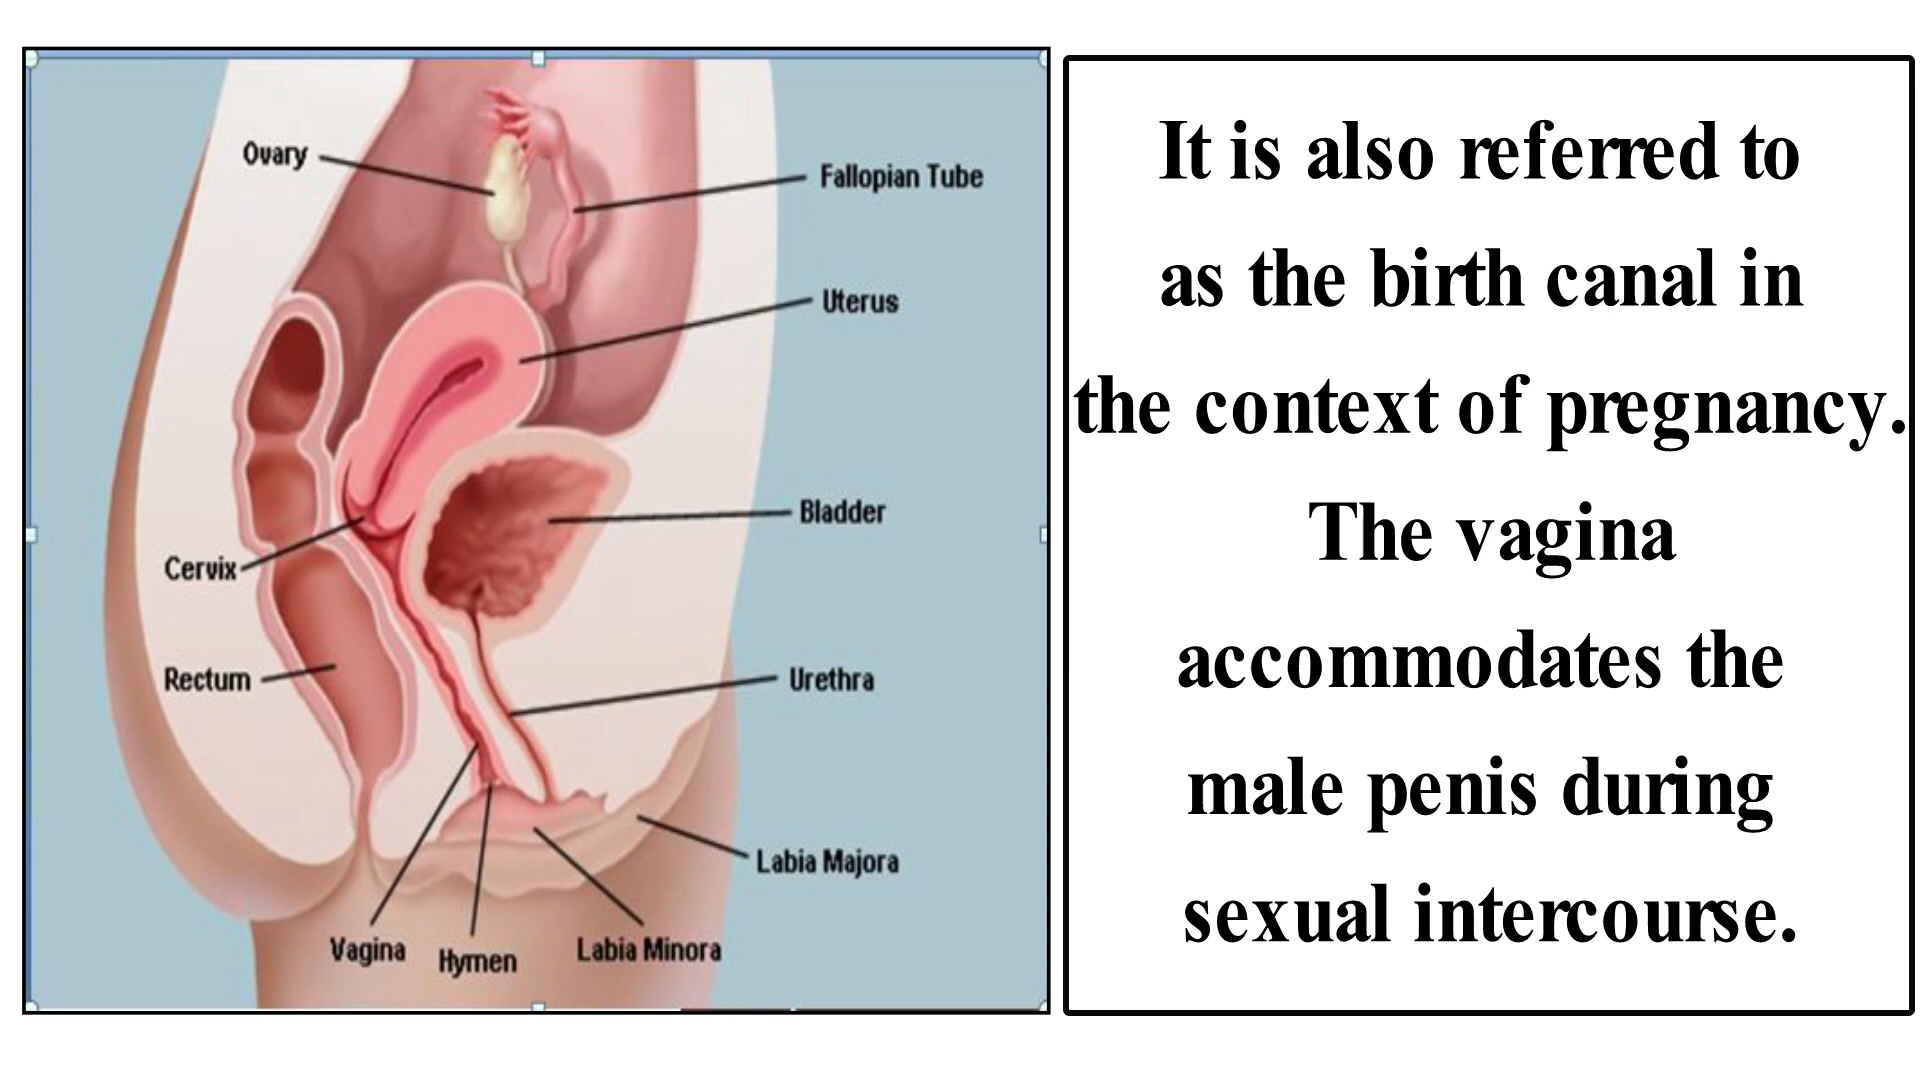 Ovary
Fallopian Tube
Uterus
Bladder
Cervix
Rectum
Urethra
Labia Majora
Vagina
Hymen
Labia Minora
It is also referred to
as the birth canal in
the context of pregnancy.
The vagina
accommodates the
male penis during
sexual intercourse.